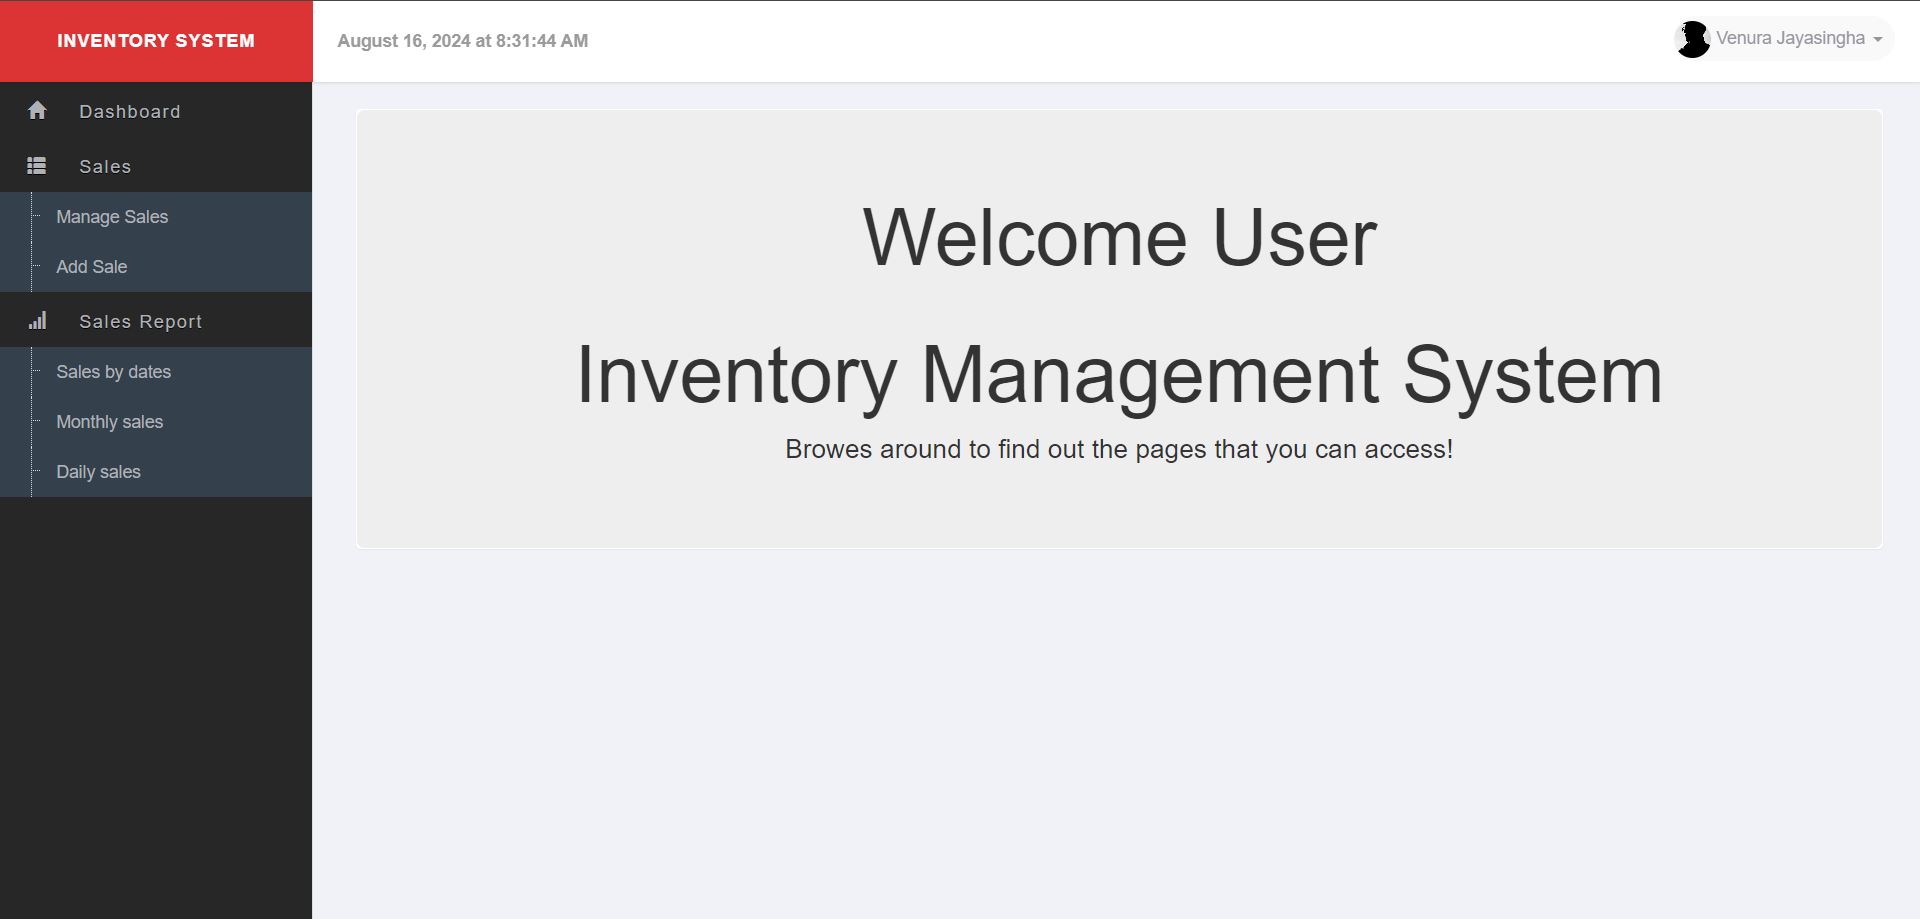 INVENTORY SYSTEM
August 16, 2024 at 8:31:44 AM
Venura Jayasingha
Dashboard
Sales
Manage Sales
Add Sale
Sales Report
Sales by dates
Monthly sales
Daily sales
Welcome User
Inventory Management System
Browes around to find out the pages that you can access!